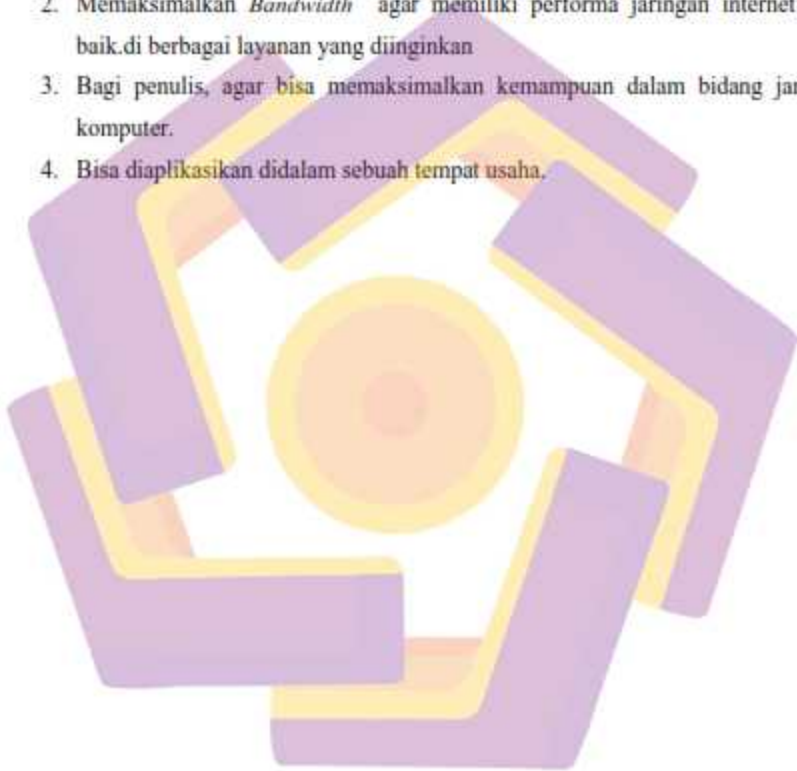 2. Memaksimalkan Bandwidth agar memiliki performa jaringan internet
baik.di berbagai layanan yang diinginkan
3. Bagi penulis, agar bisa memaksimalkan kemampuan dalam bidang jar
komputer.
4. Bisa diaplikasikan didalam sebuah tempat usaha.